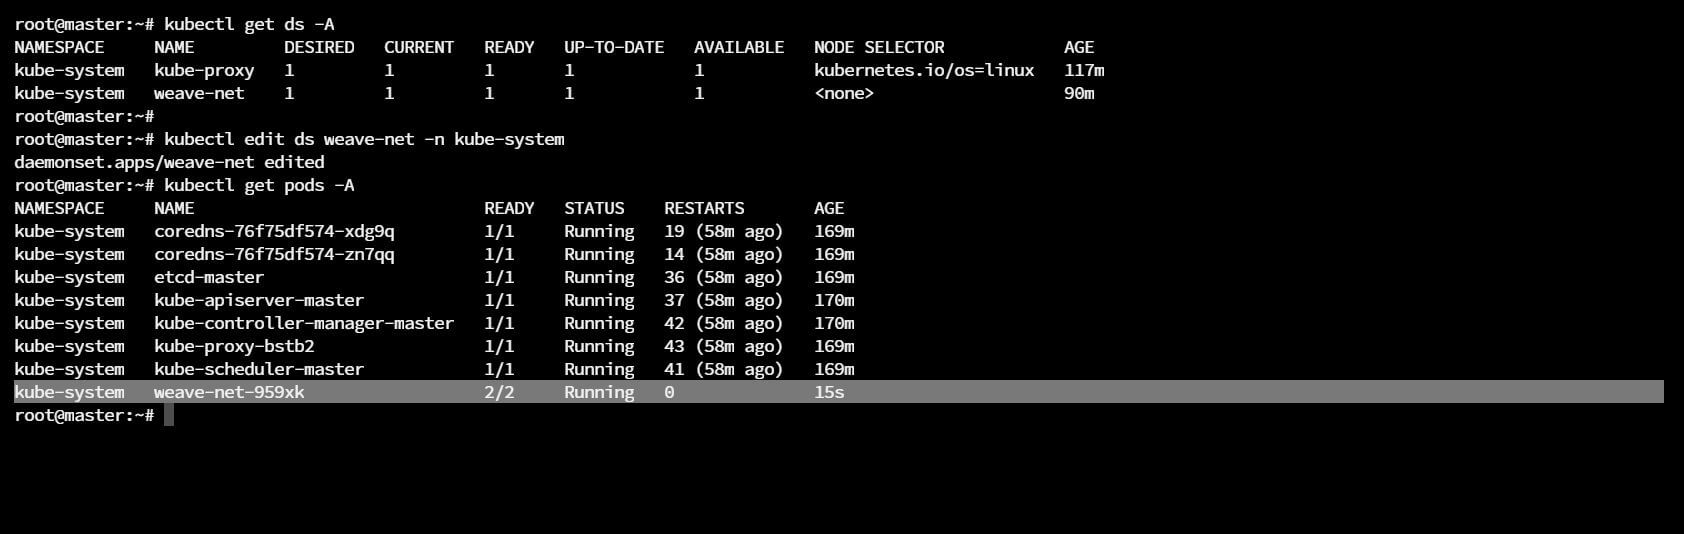 root@master:~# kubectl get ds -A
NAMESPACE     NAME         DESIRED   CURRENT   READY   UP-TO-DATE   AVAILABLE   NODE SELECTOR            AGE
kube-system   kube-proxy   1         1         1       1            1           kubernetes.io/os=linux   117m
kube-system   weave-net    1         1         1       1            1           <none>                   90m
root@master:~#
root@master:~# kubectl edit ds weave-net -n kube-system
daemonset.apps/weave-net edited
root@master:~# kubectl get pods -A
NAMESPACE     NAME                             READY   STATUS    RESTARTS       AGE
kube-system   coredns-76f75df574-xdg9q         1/1     Running   19 (58m ago)   169m
kube-system   coredns-76f75df574-zn7qq         1/1     Running   14 (58m ago)   169m
kube-system   etcd-master                      1/1     Running   36 (58m ago)   169m
kube-system   kube-apiserver-master            1/1     Running   37 (58m ago)   170m
kube-system   kube-controller-manager-master   1/1     Running   42 (58m ago)   170m
kube-system   kube-proxy-bstb2                 1/1     Running   43 (58m ago)   169m
kube-system   kube-scheduler-master            1/1     Running   41 (58m ago)   169m
kube-system   weave-net-959xk                  2/2     Running   0              15s
root@master:~#